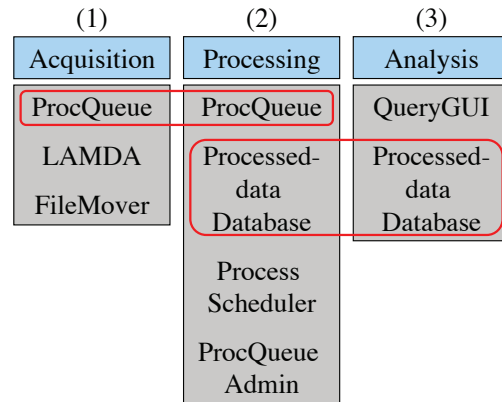 (1)
(2)
(3)
Acquisition
Processing
Analysis
ProcQueue
LAMDA
FileMover
ProcQueue
Processed-
data
Database
Process
Scheduler
ProcQueue
Admin
QueryGUI
Processed-
data
Database